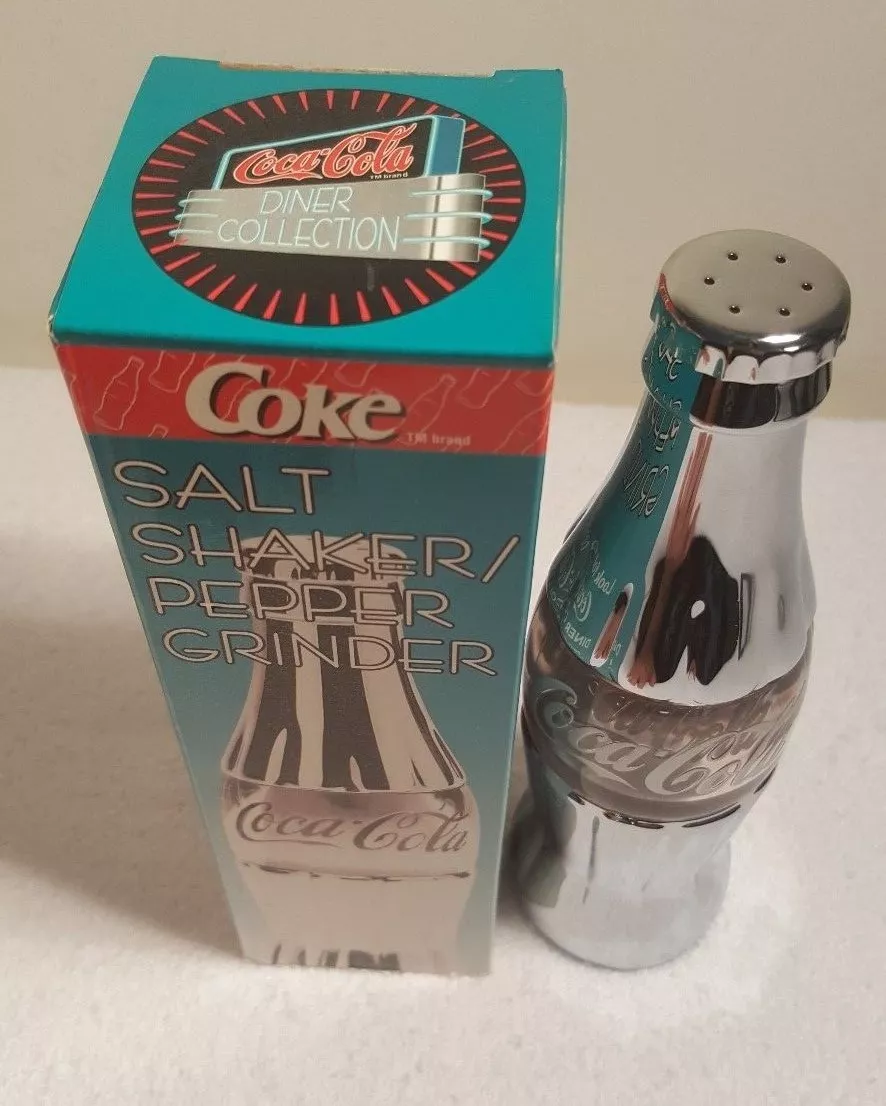 Coca-Cola
TM brand
DINER
COLLECTION
Coke
TM brand
SALT
SHAKER/
PEPPER
GRINDER
Coca-Cola
Coca-Cola